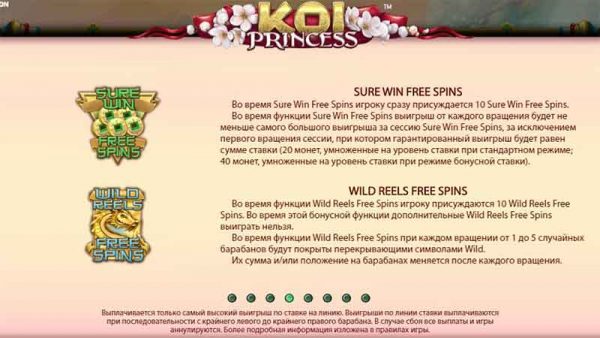 ON
KOI
PRINCESS
TM
SURE WIN
FREE
SPINS
SURE WIN FREE SPINS
Во время Sure Win Free Spins игроку сразу присуждается 10 Sure Win Free Spins.
Во время функции Sure Win Free Spins выигрыш от каждого вращения будет не
меньше самого большого выигрыша за сессию Sure Win Free Spins, за исключением
первого вращения сессии, при котором гарантированный выигрыш будет равен
сумме ставки (20 монет, умноженные на уровень ставки при стандартном режиме;
40 монет, умноженные на уровень ставки при режиме бонусной ставки).
WILD
REELS
FREE
SPINS
WILD REELS FREE SPINS
Во время функции Wild Reels Free Spins игроку присуждаются 10 Wild Reels Free
Spins. Во время этой бонусной функции дополнительные Wild Reels Free Spins
выиграть нельзя.
Во время функции Wild Reels Free Spins при каждом вращении от 1 до 5 случайных
барабанов будут покрыты перекрывающими символами Wild.
Их сумма и/или положение на барабанах меняется после каждого вращения.
Выплачивается только самый высокий выигрыш по ставке на линию. Выигрыши по линии ставки выплачиваются
при последовательности с крайнего левого до крайнего правого барабана. В случае сбоя все выплаты и игры
аннулируются. Более подробная информация изложена в правилах игры.